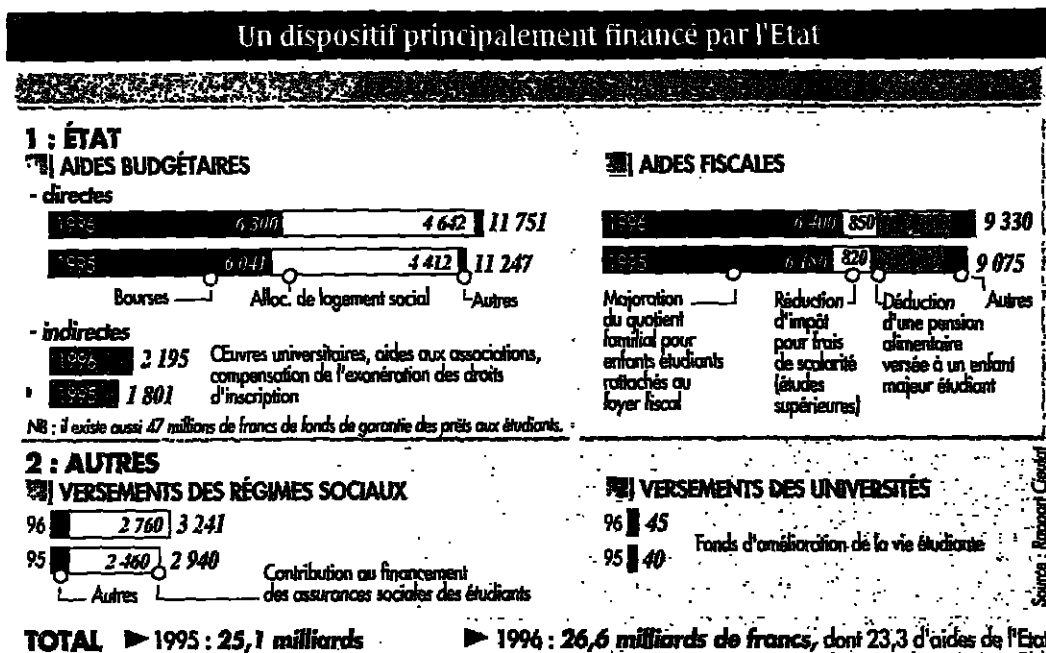 Un dispositif principalement financé par l'Etat
1 : ÉTAT
AIDES BUDGÉTAIRES
- directes
1996 6 300 4 642 11 751
1995 6 041 4 412 11 247
Bourses
Alloc. de logement social
Autres
- indirectes
1996 2 195
1995 1 801
Œuvres universitaires, aides aux associations,
compensation de l'exonération des droits
d'inscription
NB : il existe aussi 47 millions de francs de fonds de garantie des prêts aux étudiants.
AIDES FISCALES
1996 6 400 850 9 330
1995 820 9 075
Majoration
du quotient
familial pour
enfants étudiants
rattachés au
foyer fiscal
Réduction
d'impôt
pour frais
de scolarité
(études
supérieures)
Déduction
d'une pension
alimentaire
versée à un enfant
majeur étudiant
Autres
2 : AUTRES
VERSEMENTS DES RÉGIMES SOCIAUX
96 2 760 3 241
95 2 460 2 940
Autres
Contribution au financement
des assurances sociales des étudiants
VERSEMENTS DES UNIVERSITÉS
96 45
95 40
Fonds d'amélioration de la vie étudiante
Source Rapport
TOTAL ▶ 1995 : 25,1 milliards
▶ 1996 : 26,6 milliards de francs, dont 23,3 d'aides de l'Etat